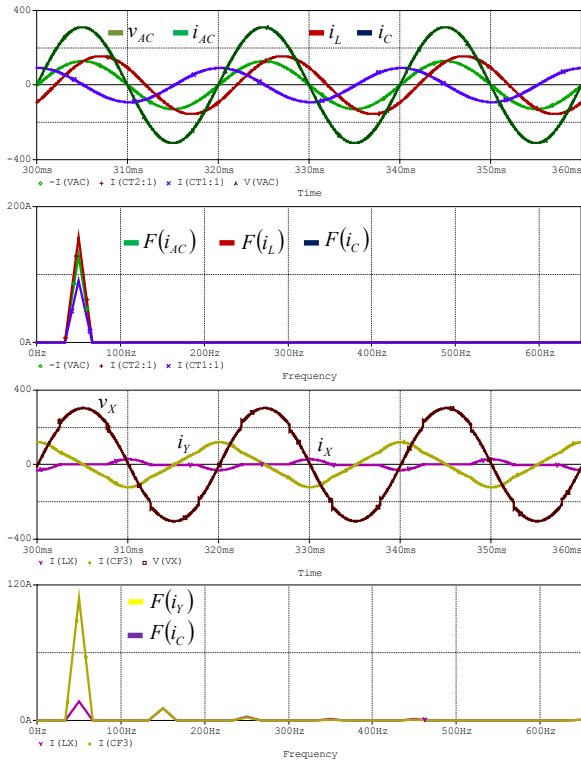 400
v_AC i_AC i_L i_C
0
-400
300ms 310ms 320ms 330ms 340ms 350ms 360ms
Time
-I(VAC) I(CT2:1) I(CT1:1) V(VAC)
200A
F(i_AC) F(i_L) F(i_C)
0A
0Hz 100Hz 200Hz 300Hz 400Hz 500Hz 600Hz
-I(VAC) I(CT2:1) I(CT1:1)
Frequency
400
v_X
i_Y i_X
0
-400
300ms 310ms 320ms 330ms 340ms 350ms 360ms
I(LX) I(CF3) V(VX)
Time
120A
F(i_Y)
F(i_C)
0A
0Hz 100Hz 200Hz 300Hz 400Hz 500Hz 600Hz
I(LX) I(CF3)
Frequency